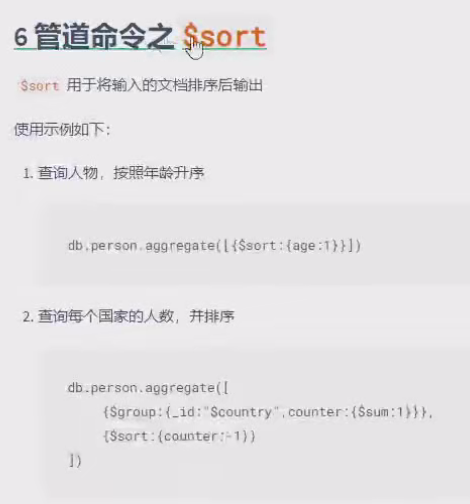 6 管道命令之 $sort
$sort 用于将输入的文档排序后输出
使用示例如下：
1. 查询人物，按照年龄升序
db.person.aggregate([{$sort:{age:1}}])
2. 查询每个国家的人数，并排序
db.person.aggregate([
{$group:{_id:"$country",counter:{$sum:1}}},
{$sort:{counter:-1}}
])